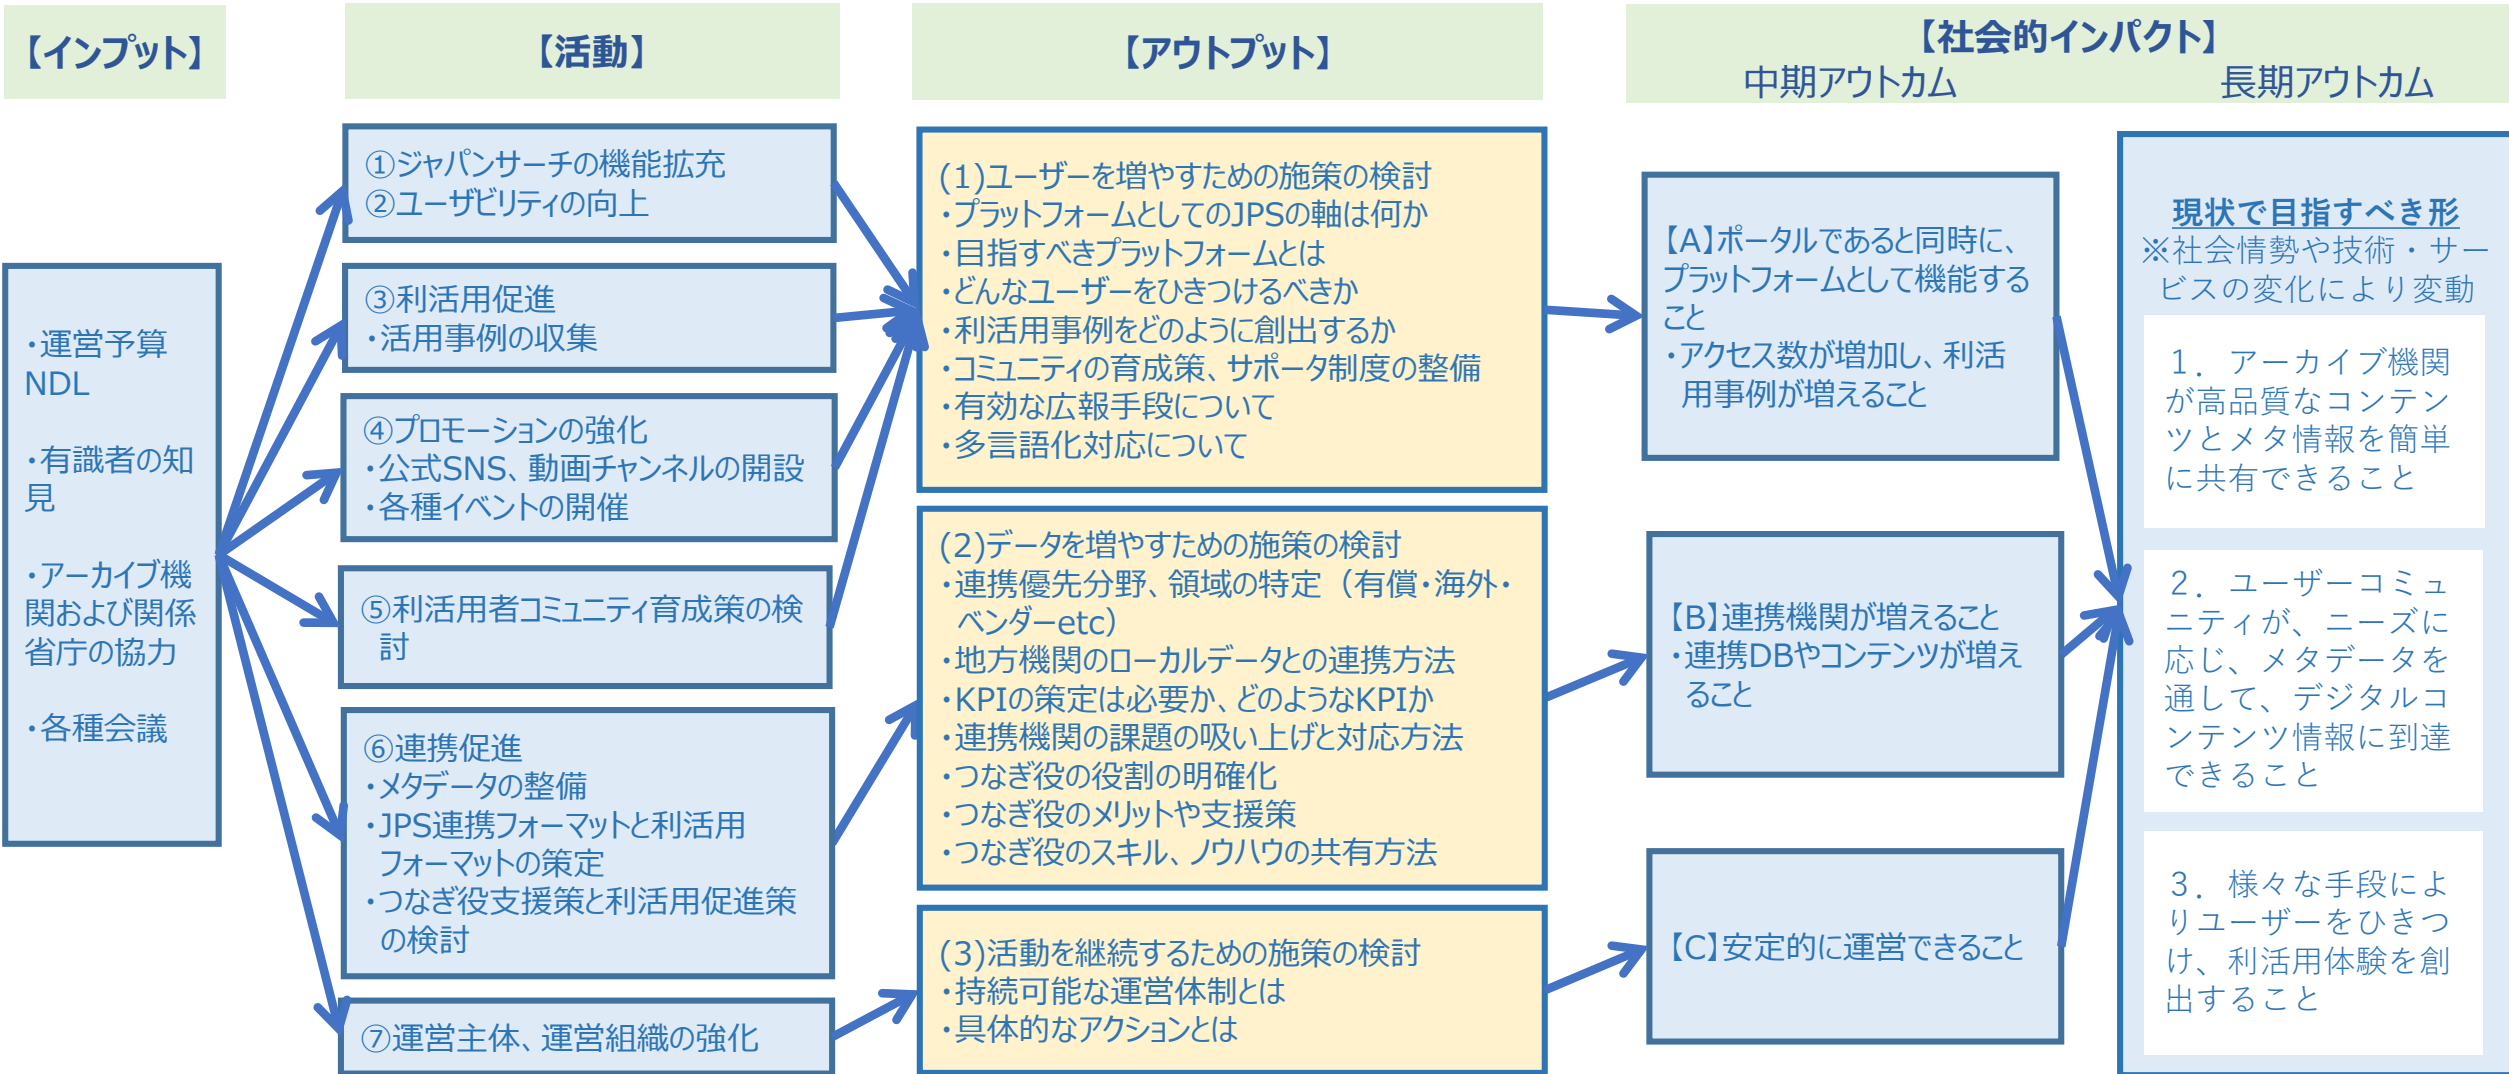 【インプット】
【活動】
【アウトプット】
【社会的インパクト】
中期アウトカム
長期アウトカム
・運営予算
NDL
・有識者の知
見
・アーカイブ機
関および関係
省庁の協力
・各種会議
①ジャパンサーチの機能拡充
②ユーザビリティの向上
③利活用促進
・活用事例の収集
④プロモーションの強化
・公式SNS、動画チャンネルの開設
・各種イベントの開催
⑤利活用者コミュニティ育成策の検
討
⑥連携促進
・メタデータの整備
・JPS連携フォーマットと利活用
フォーマットの策定
・つなぎ役支援策と利活用促進策
の検討
⑦運営主体、運営組織の強化
(1)ユーザーを増やすための施策の検討
・プラットフォームとしてのJPSの軸は何か
・目指すべきプラットフォームとは
・どんなユーザーをひきつけるべきか
・利活用事例をどのように創出するか
・コミュニティの育成策、サポータ制度の整備
・有効な広報手段について
・多言語化対応について
(2)データを増やすための施策の検討
・連携優先分野、領域の特定（有償・海外・
ベンダーetc）
・地方機関のローカルデータとの連携方法
・KPIの策定は必要か、どのようなKPIか
・連携機関の課題の吸い上げと対応方法
・つなぎ役の役割の明確化
・つなぎ役のメリットや支援策
・つなぎ役のスキル、ノウハウの共有方法
(3)活動を継続するための施策の検討
・持続可能な運営体制とは
・具体的なアクションとは
【A】ポータルであると同時に、
プラットフォームとして機能する
こと
・アクセス数が増加し、利活
用事例が増えること
【B】連携機関が増えること
・連携DBやコンテンツが増え
ること
【C】安定的に運営できること
現状で目指すべき形
※社会情勢や技術・サー
ビスの変化により変動
１．アーカイブ機関
が高品質なコンテン
ツとメタ情報を簡単
に共有できること
２．ユーザーコミュ
ニティが、ニーズに
応じ、メタデータを
通して、デジタルコ
ンテンツ情報に到達
できること
３．様々な手段によ
りユーザーをひきつ
け、利活用体験を創
出すること